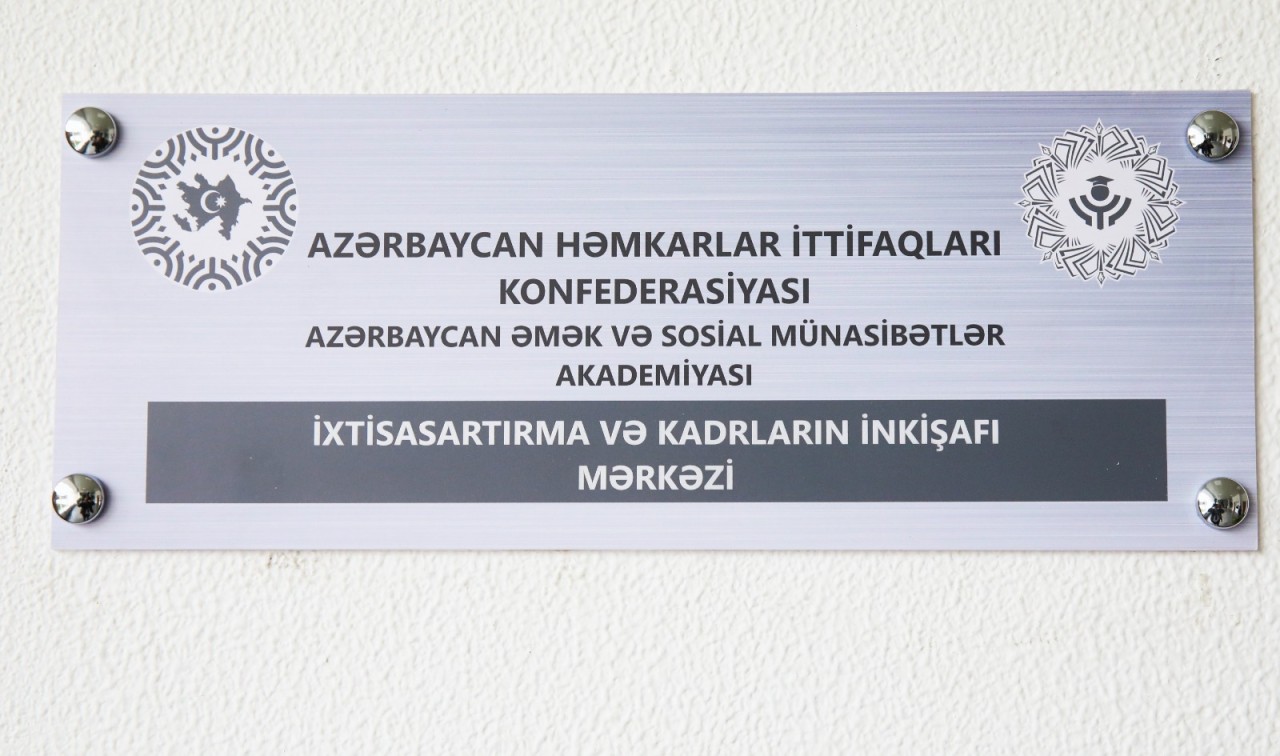 AZƏRBAYCAN HƏMKARLAR İTTİFAQLARI
KONFEDERASİYASI
AZƏRBAYCAN ƏMƏK VƏ SOSİAL MÜNASİBƏTLƏR
AKADEMİYASI
İXTİSASARTIRMA VƏ KADRLARIN İNKİŞAFI
MƏRKƏZİ